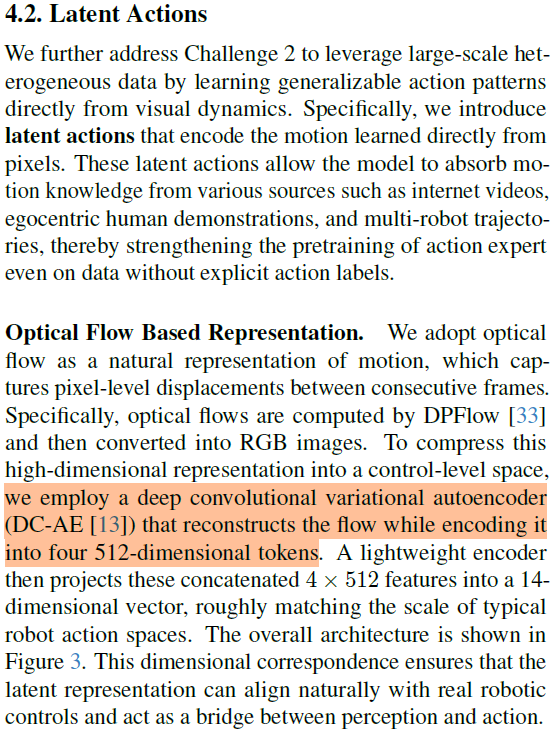 4.2. Latent Actions
We further address Challenge 2 to leverage large-scale het-
erogeneous data by learning generalizable action patterns
directly from visual dynamics. Specifically, we introduce
latent actions that encode the motion learned directly from
pixels. These latent actions allow the model to absorb mo-
tion knowledge from various sources such as internet videos,
egocentric human demonstrations, and multi-robot trajecto-
ries, thereby strengthening the pretraining of action expert
even on data without explicit action labels.
Optical Flow Based Representation. We adopt optical
flow as a natural representation of motion, which cap-
tures pixel-level displacements between consecutive frames.
Specifically, optical flows are computed by DPFlow [33]
and then converted into RGB images. To compress this
high-dimensional representation into a control-level space,
we employ a deep convolutional variational autoencoder
(DC-AE [13]) that reconstructs the flow while encoding it
into four 512-dimensional tokens. A lightweight encoder
then projects these concatenated 4 × 512 features into a 14-
dimensional vector, roughly matching the scale of typical
robot action spaces. The overall architecture is shown in
Figure 3. This dimensional correspondence ensures that the
latent representation can align naturally with real robotic
controls and act as a bridge between perception and action.